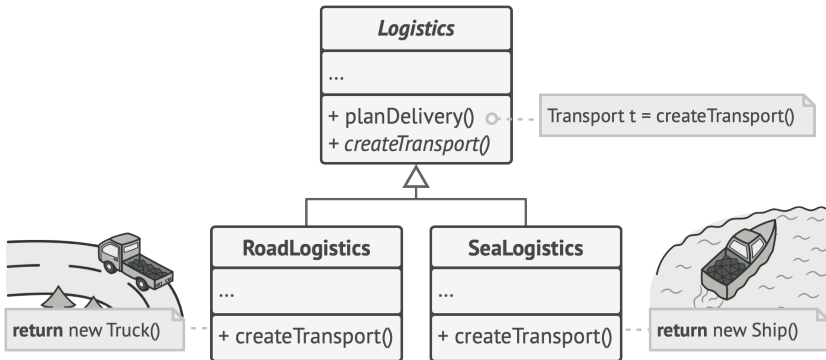 Logistics
...
+ planDelivery()
+ createTransport()
Transport t = createTransport()
RoadLogistics
...
+ createTransport()
SeaLogistics
...
+ createTransport()
return new Truck()
return new Ship()